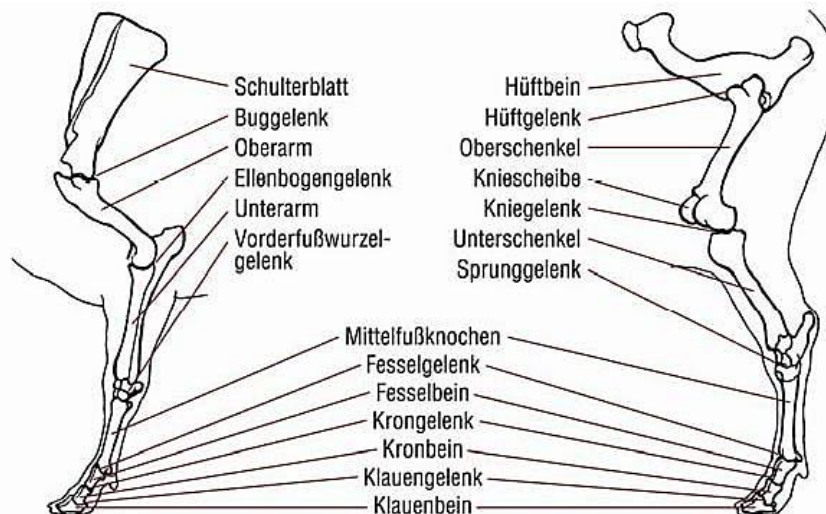 Schulterblatt
Buggelenk
Oberarm
Ellenbogengelenk
Unterarm
Vorderfußwurzel-
gelenk
Hüftbein
Hüftgelenk
Oberschenkel
Kniescheibe
Kniegelenk
Unterschenkel
Sprunggelenk
Mittelfußknochen
Fesselgelenk
Fesselbein
Krongelenk
Kronbein
Klauengelenk
Klauenbein